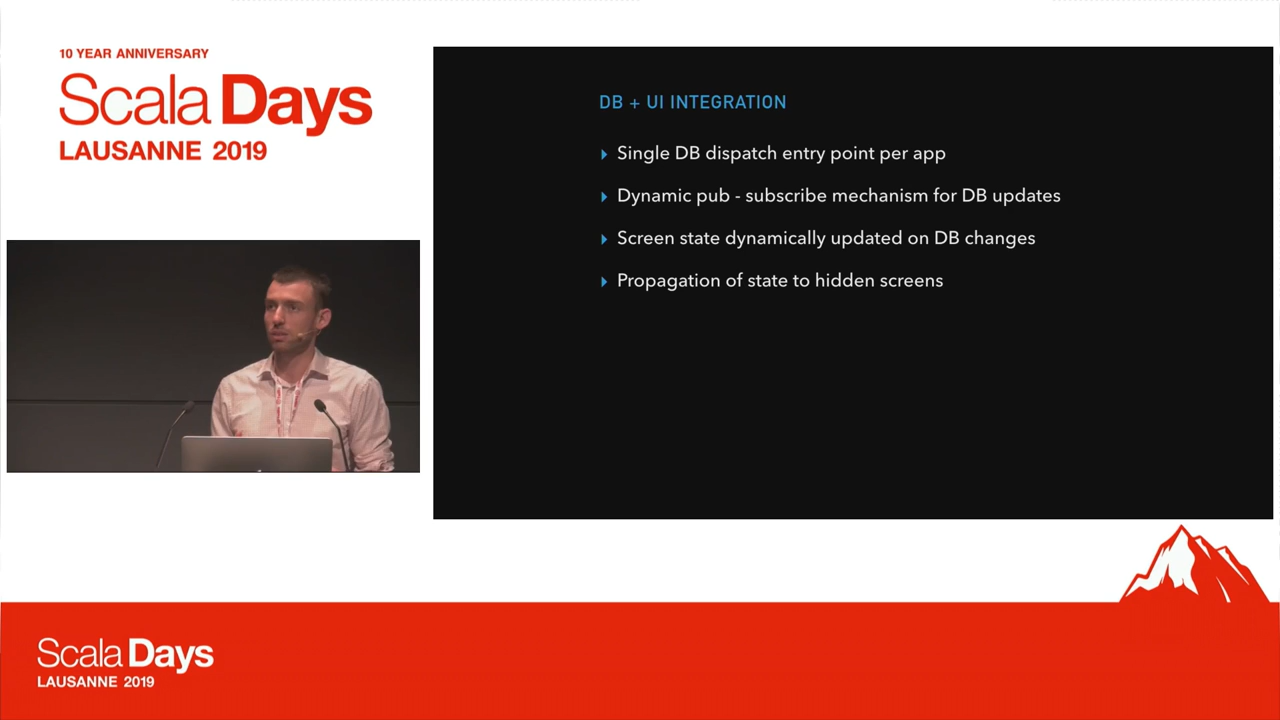 10 YEAR ANNIVERSARY
Scala Days
LAUSANNE 2019
DB + UI INTEGRATION
Single DB dispatch entry point per app
Dynamic pub - subscribe mechanism for DB updates
Screen state dynamically updated on DB changes
Propagation of state to hidden screens
Scala Days
LAUSANNE 2019